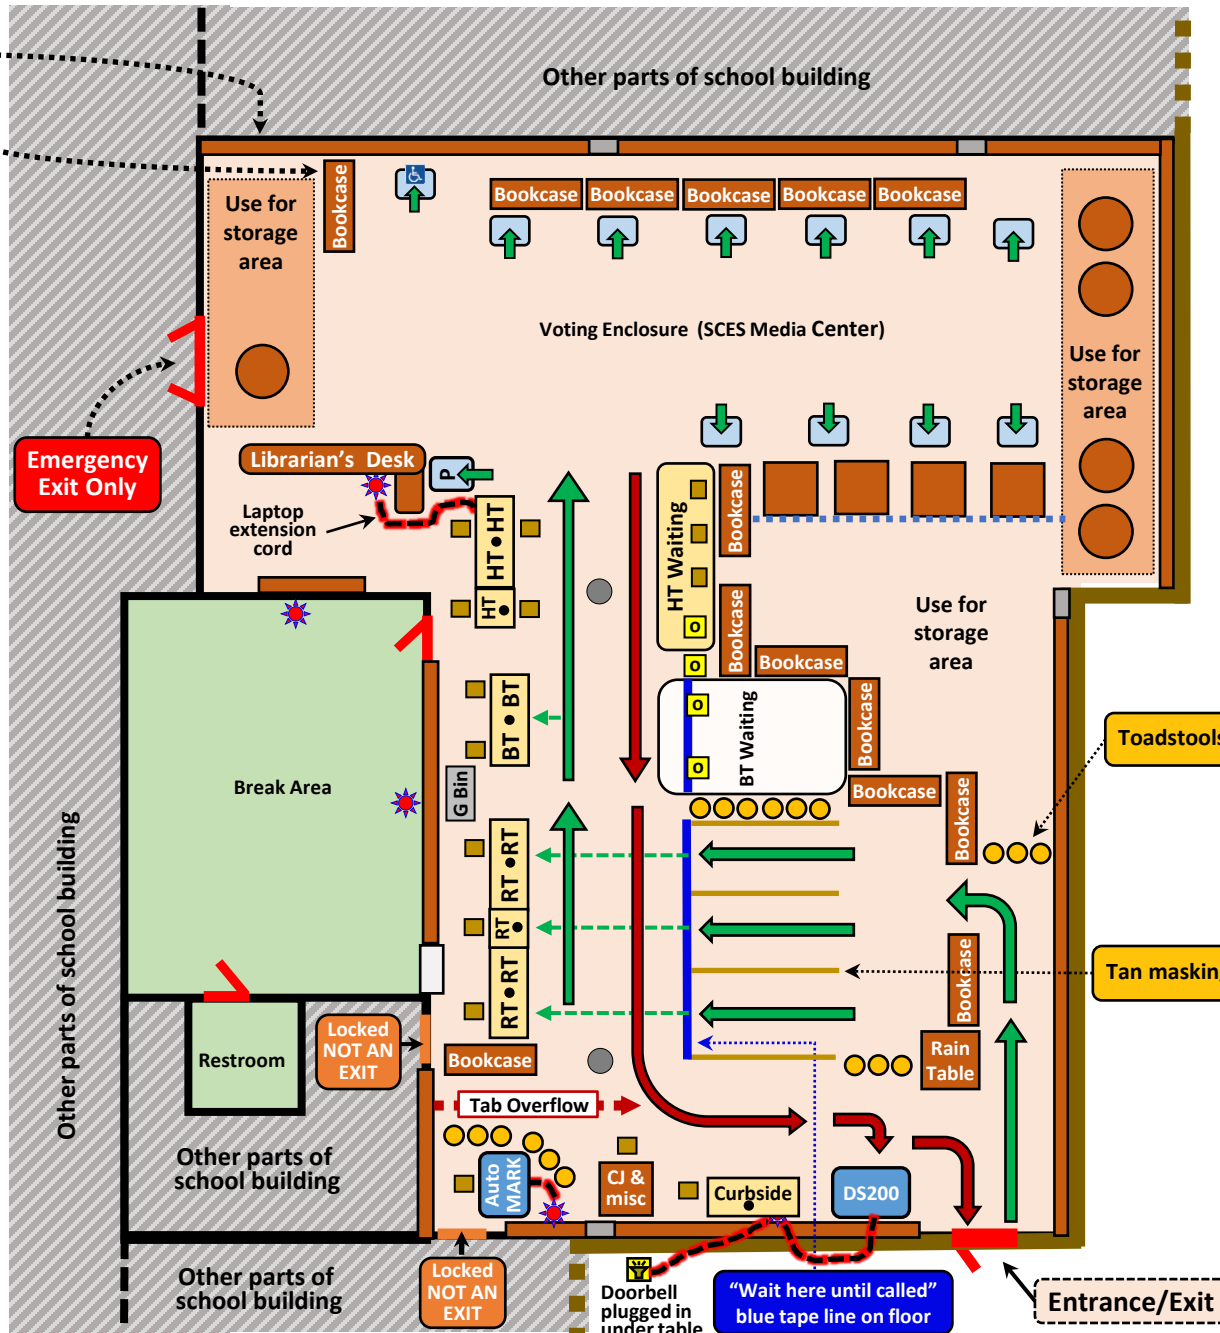 Other parts of school building
Use for
storage
area
Bookcase
Bookcase
Bookcase
Bookcase
Bookcase
Bookcase
Voting Enclosure (SCES Media Center)
Use for
storage
area
Emergency
Exit Only
Librarian's Desk
P
Laptop
extension
cord
HT • HT
HT •
HT Waiting
O
O
Bookcase
Bookcase
Bookcase
Use for
storage
area
BT • BT
BT Waiting
O
O
Bookcase
Bookcase
Bookcase
Toadstools
Break Area
G Bin
RT • RT
RT •
RT • RT
Bookcase
Tan masking
Other parts of school building
Restroom
Locked
NOT AN
EXIT
Bookcase
Rain
Table
Tab Overflow
Other parts of
school building
Auto
MARK
CJ &
misc
Curbside
DS200
Other parts of
school building
Locked
NOT AN
EXIT
Doorbell
plugged in
under table
"Wait here until called"
blue tape line on floor
Entrance/Exit